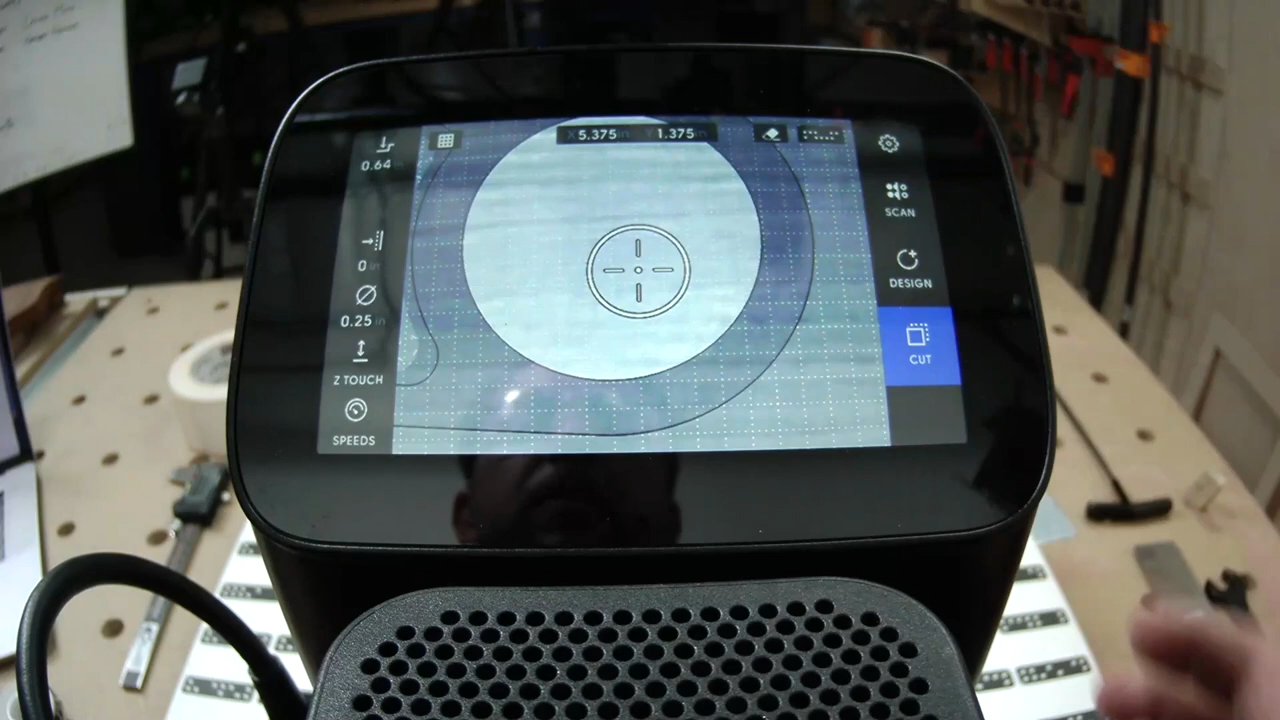 X 5.375 in Y 1.375 in
0.64
SCAN
0 in
DESIGN
0.25 in
CUT
Z TOUCH
SPEEDS